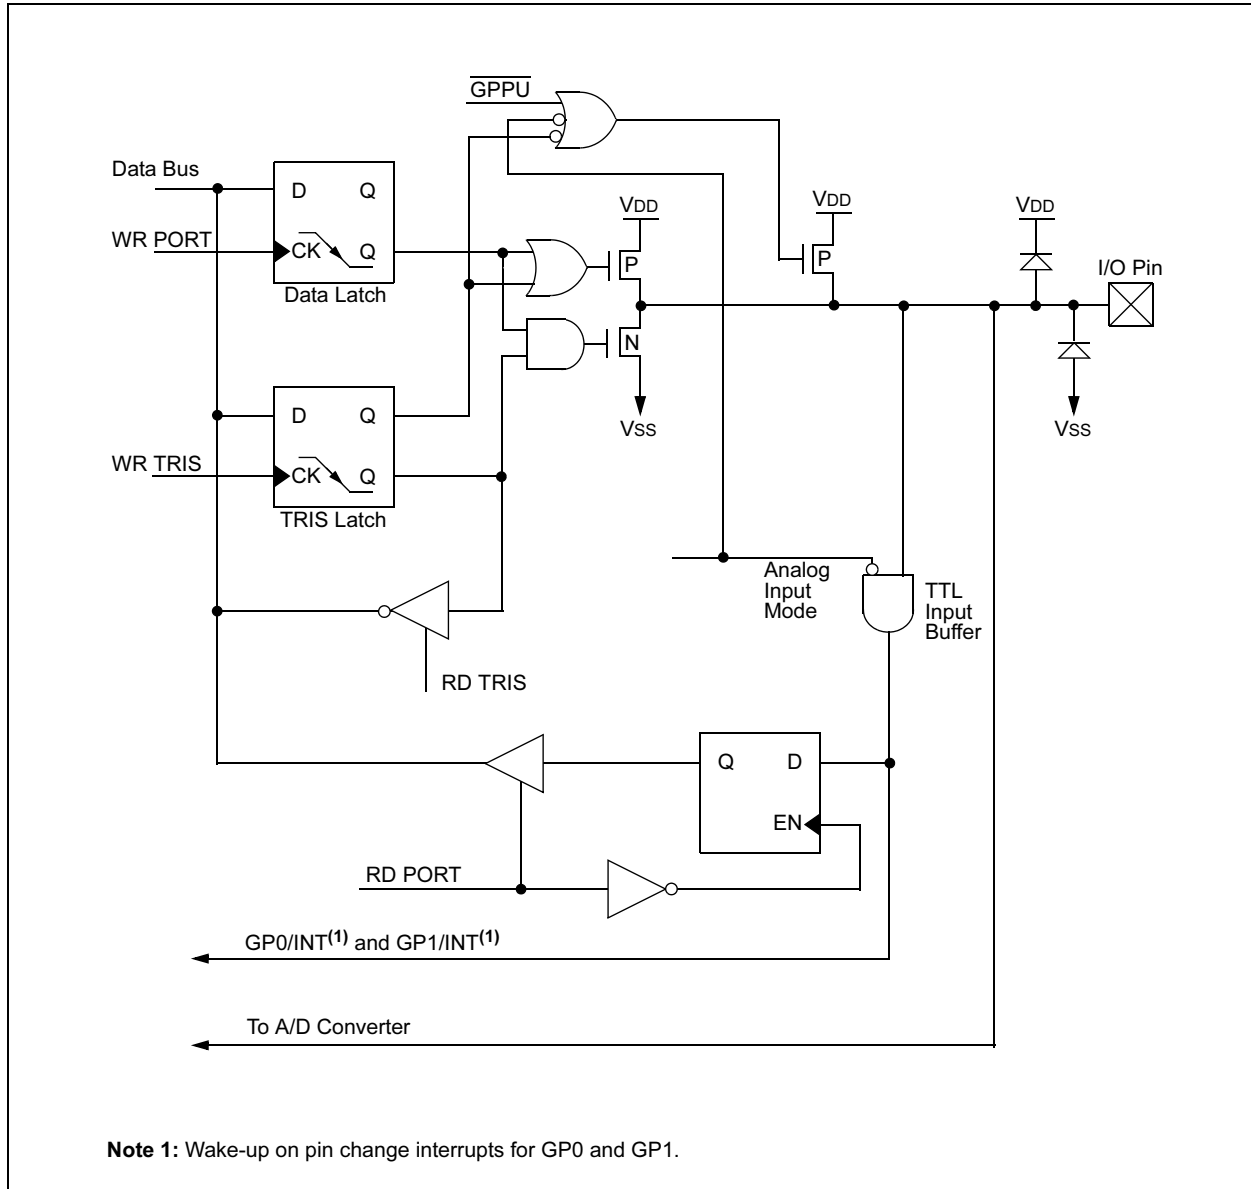 GPPU
Data Bus
D Q
VDD
VDD
VDD
WR PORT
CK Q
P
P
I/O Pin
Data Latch
N
D Q
VSS
VSS
WR TRIS
CK Q
TRIS Latch
Analog
Input
Mode
TTL
Input
Buffer
RD TRIS
Q D
EN
RD PORT
GP0/INT(1) and GP1/INT(1)
To A/D Converter
Note 1: Wake-up on pin change interrupts for GP0 and GP1.